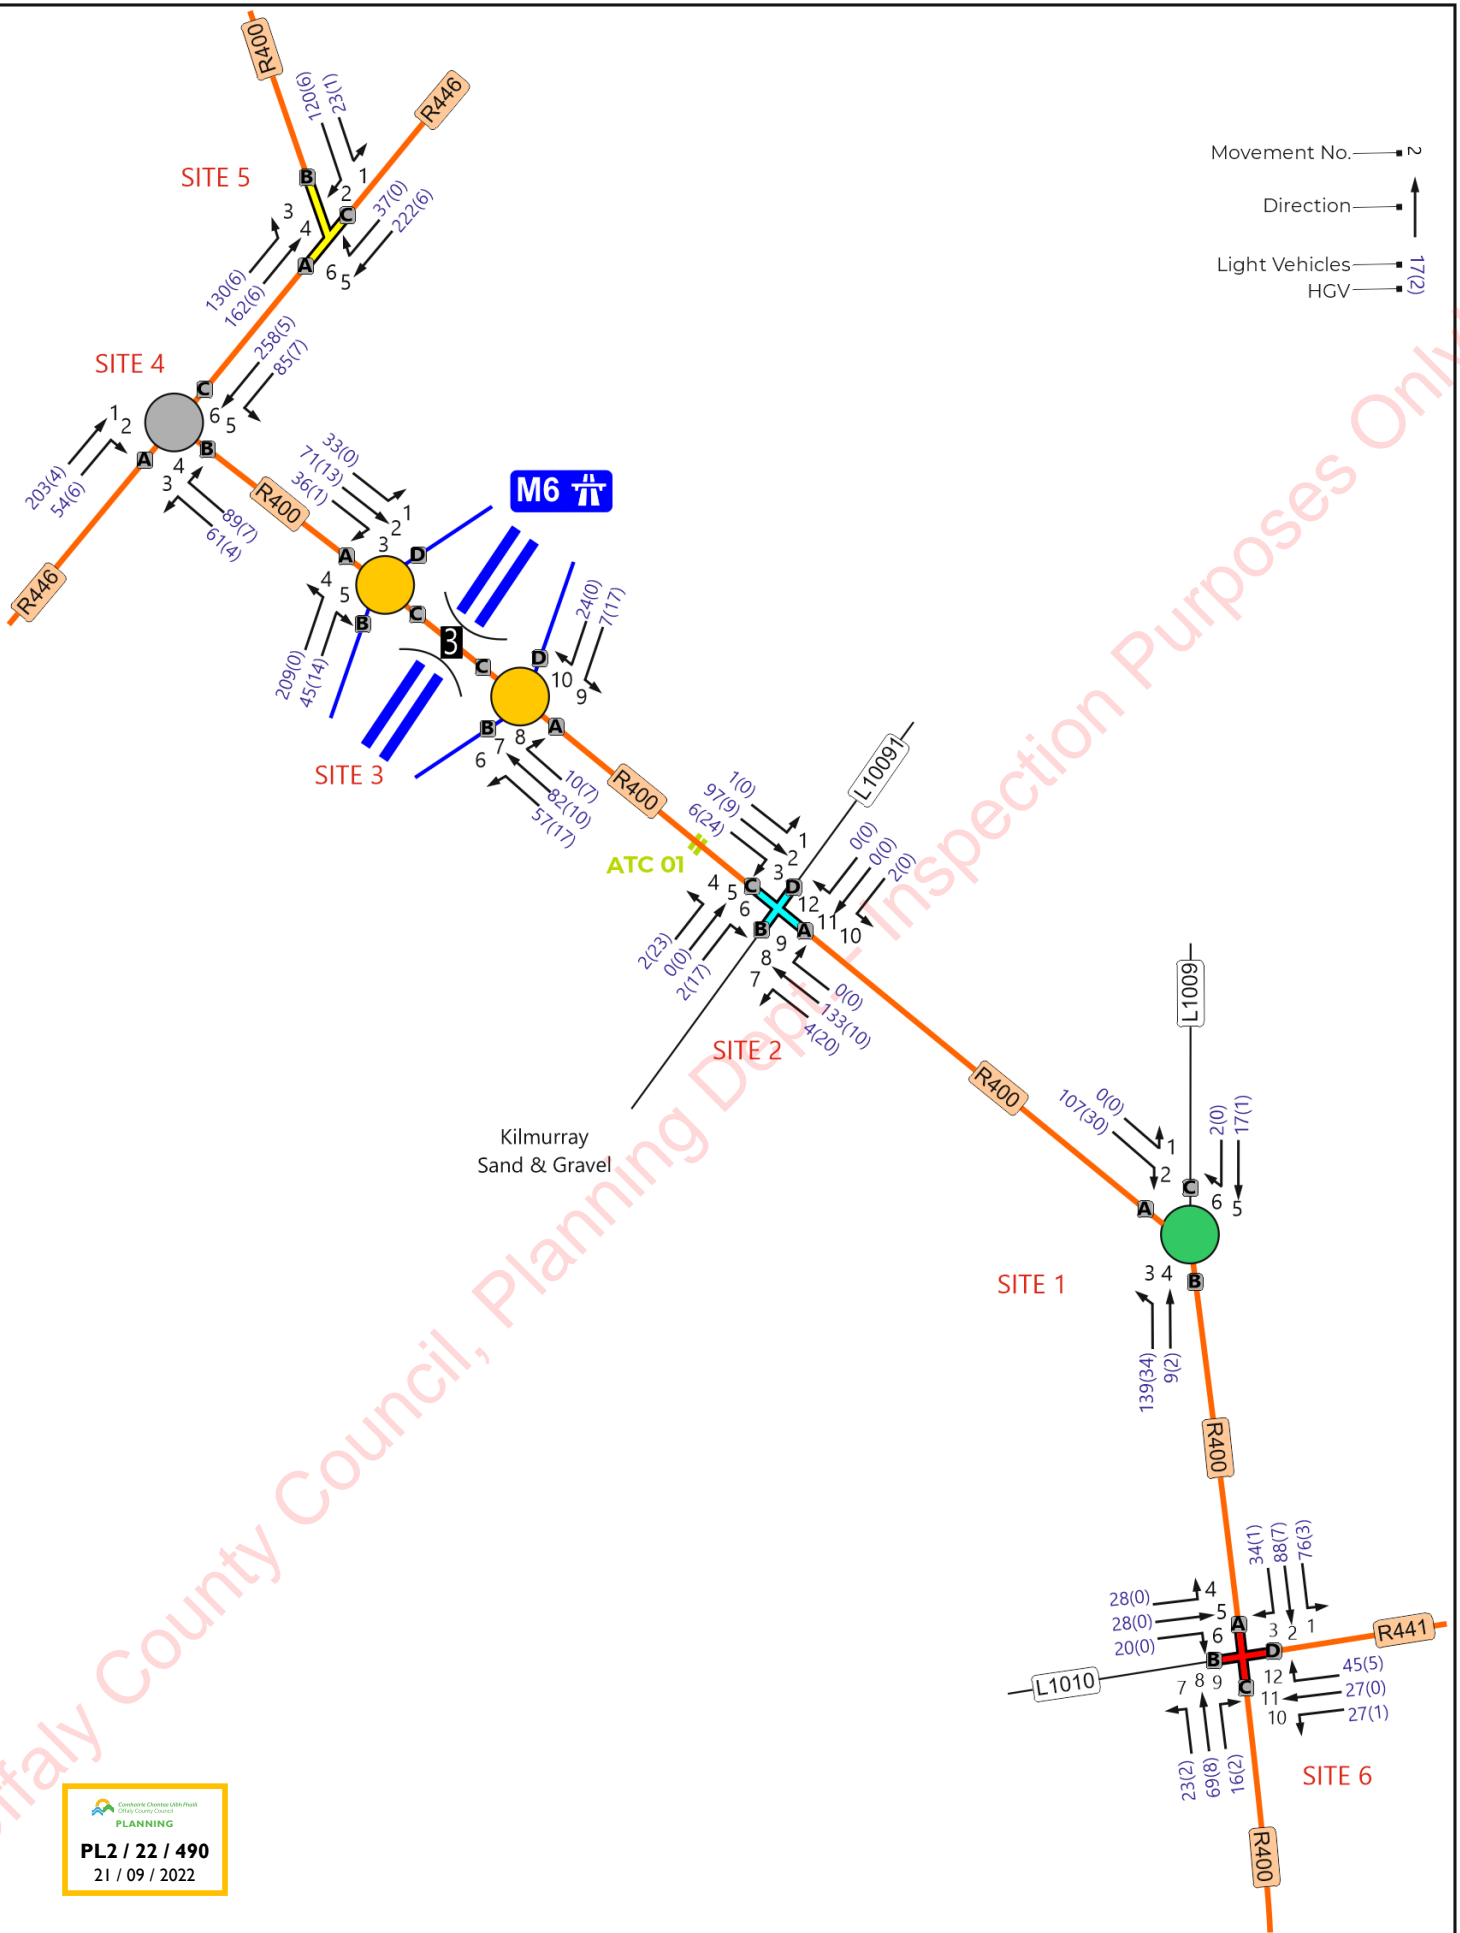 R400
120(6)
23(1)
R446
SITE 5
B
1
2
C
3
4
37(0)
222(6)
A
6
5
130(6)
162(6)
Movement No.
2
Direction
Light Vehicles
HGV
17(2)
SITE 4
258(5)
85(7)
C
6
5
1
2
A
B
4
3
203(4)
54(6)
89(7)
61(4)
R446
R400
33(0)
71(13)
36(1)
1
2
3
M6
A
D
4
5
B
C
209(0)
45(14)
3
24(0)
7(17)
C
D
10
9
B
A
8
7
6
SITE 3
10(7)
82(10)
57(17)
R400
ATC 01
L10091
1(0)
97(9)
6(24)
1
2
3
0(0)
0(0)
2(0)
4
5
6
C
D
12
11
10
B
A
9
8
7
2(23)
0(0)
2(17)
0(0)
133(10)
4(20)
SITE 2
Kilmurray
Sand & Gravel
R400
L1009
0(0)
107(30)
1
2
2(0)
17(1)
C
6
5
A
3
4
B
SITE 1
139(34)
9(2)
R400
34(1)
88(7)
76(3)
28(0)
28(0)
20(0)
4
5
6
A
3
2
1
B
D
R441
L1010
7
8
9
C
12
11
10
45(5)
27(0)
27(1)
23(2)
69(8)
16(2)
SITE 6
R400
Comhairle Chontae Uíbh Fhailí
Offaly County Council
PLANNING
PL2 / 22 / 490
21 / 09 / 2022
ffaly County Council, Planning Dept - Inspection Purposes Only